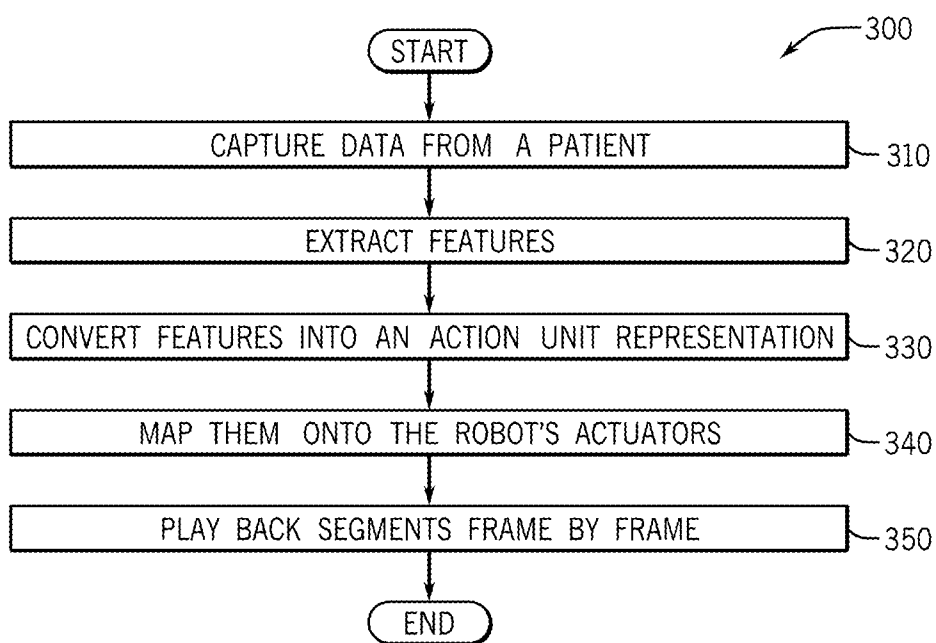 300
START
CAPTURE DATA FROM A PATIENT
310
EXTRACT FEATURES
320
CONVERT FEATURES INTO AN ACTION UNIT REPRESENTATION
330
MAP THEM ONTO THE ROBOT'S ACTUATORS
340
PLAY BACK SEGMENTS FRAME BY FRAME
350
END